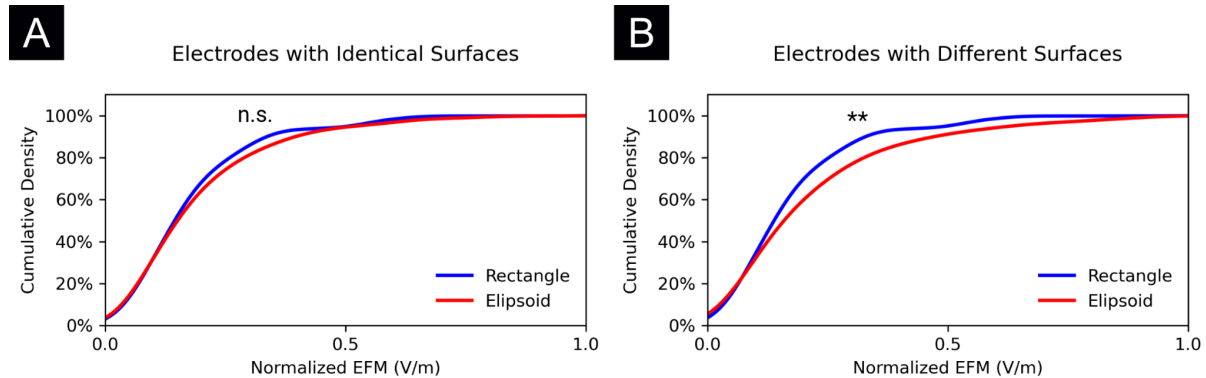 A
Electrodes with Identical Surfaces
n.s.
100%
80%
60%
40%
20%
0%
Cumulative Density
Rectangle
Elipsoid
0.0
0.5
1.0
Normalized EFM (V/m)
B
Electrodes with Different Surfaces
**
100%
80%
60%
40%
20%
0%
Cumulative Density
Rectangle
Elipsoid
0.0
0.5
1.0
Normalized EFM (V/m)